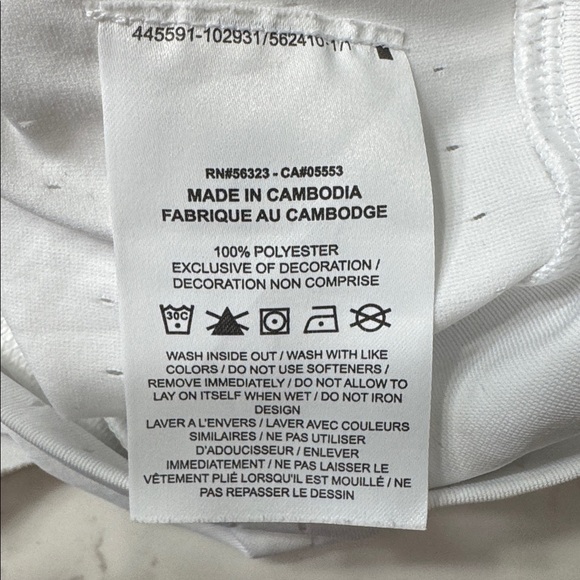 445591-102931/562410-1/1
RN#56323 - CA#05553
MADE IN CAMBODIA
FABRIQUE AU CAMBODGE
100% POLYESTER
EXCLUSIVE OF DECORATION /
DECORATION NON COMPRISE
30C
WASH INSIDE OUT / WASH WITH LIKE
COLORS / DO NOT USE SOFTENERS /
REMOVE IMMEDIATELY / DO NOT ALLOW TO
LAY ON ITSELF WHEN WET / DO NOT IRON
DESIGN
LAVER A L'ENVERS / LAVER AVEC COULEURS
SIMILAIRES / NE PAS UTILISER
D'ADOUCISSEUR / ENLEVER
IMMEDIATEMENT / NE PAS LAISSER LE
VÊTEMENT PLIÉ LORSQU'IL EST MOUILLÉ / NE
PAS REPASSER LE DESSIN